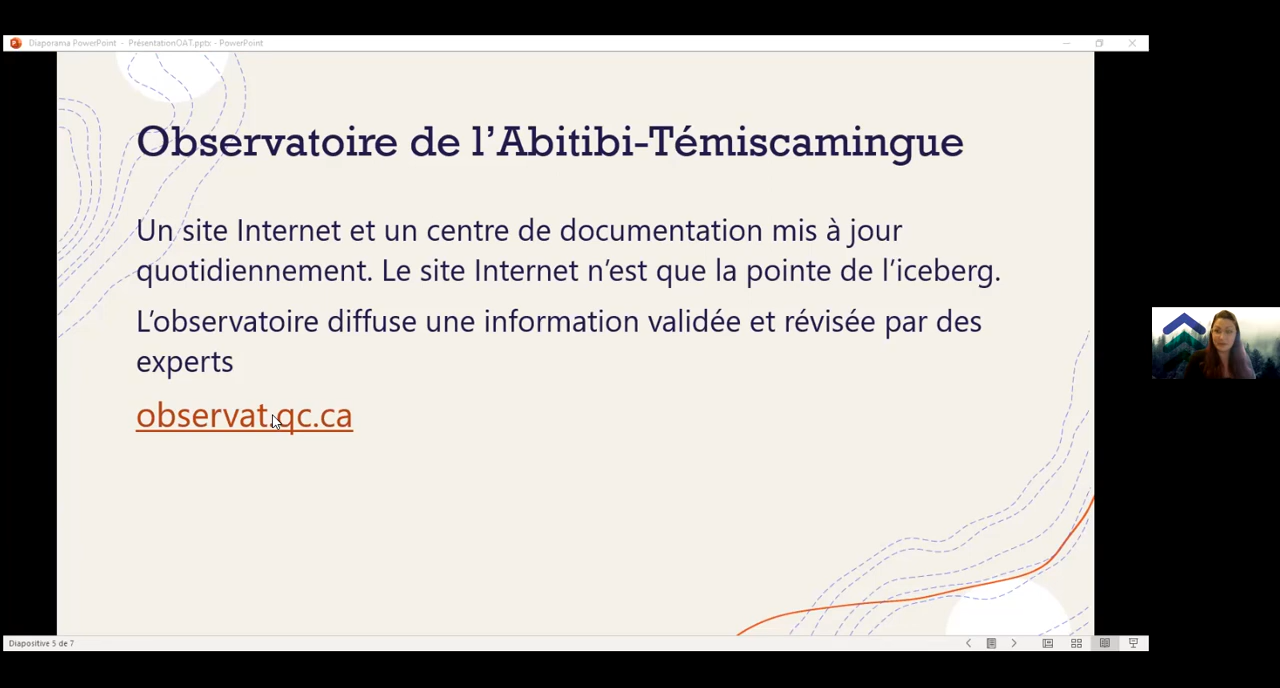 Diaporama PowerPoint - PrésentationOAT.pptx - PowerPoint
Observatoire de l’Abitibi-Témiscamingue
Un site Internet et un centre de documentation mis à jour
quotidiennement. Le site Internet n’est que la pointe de l’iceberg.
L’observatoire diffuse une information validée et révisée par des
experts
observat.qc.ca
Diapositive 5 de 7